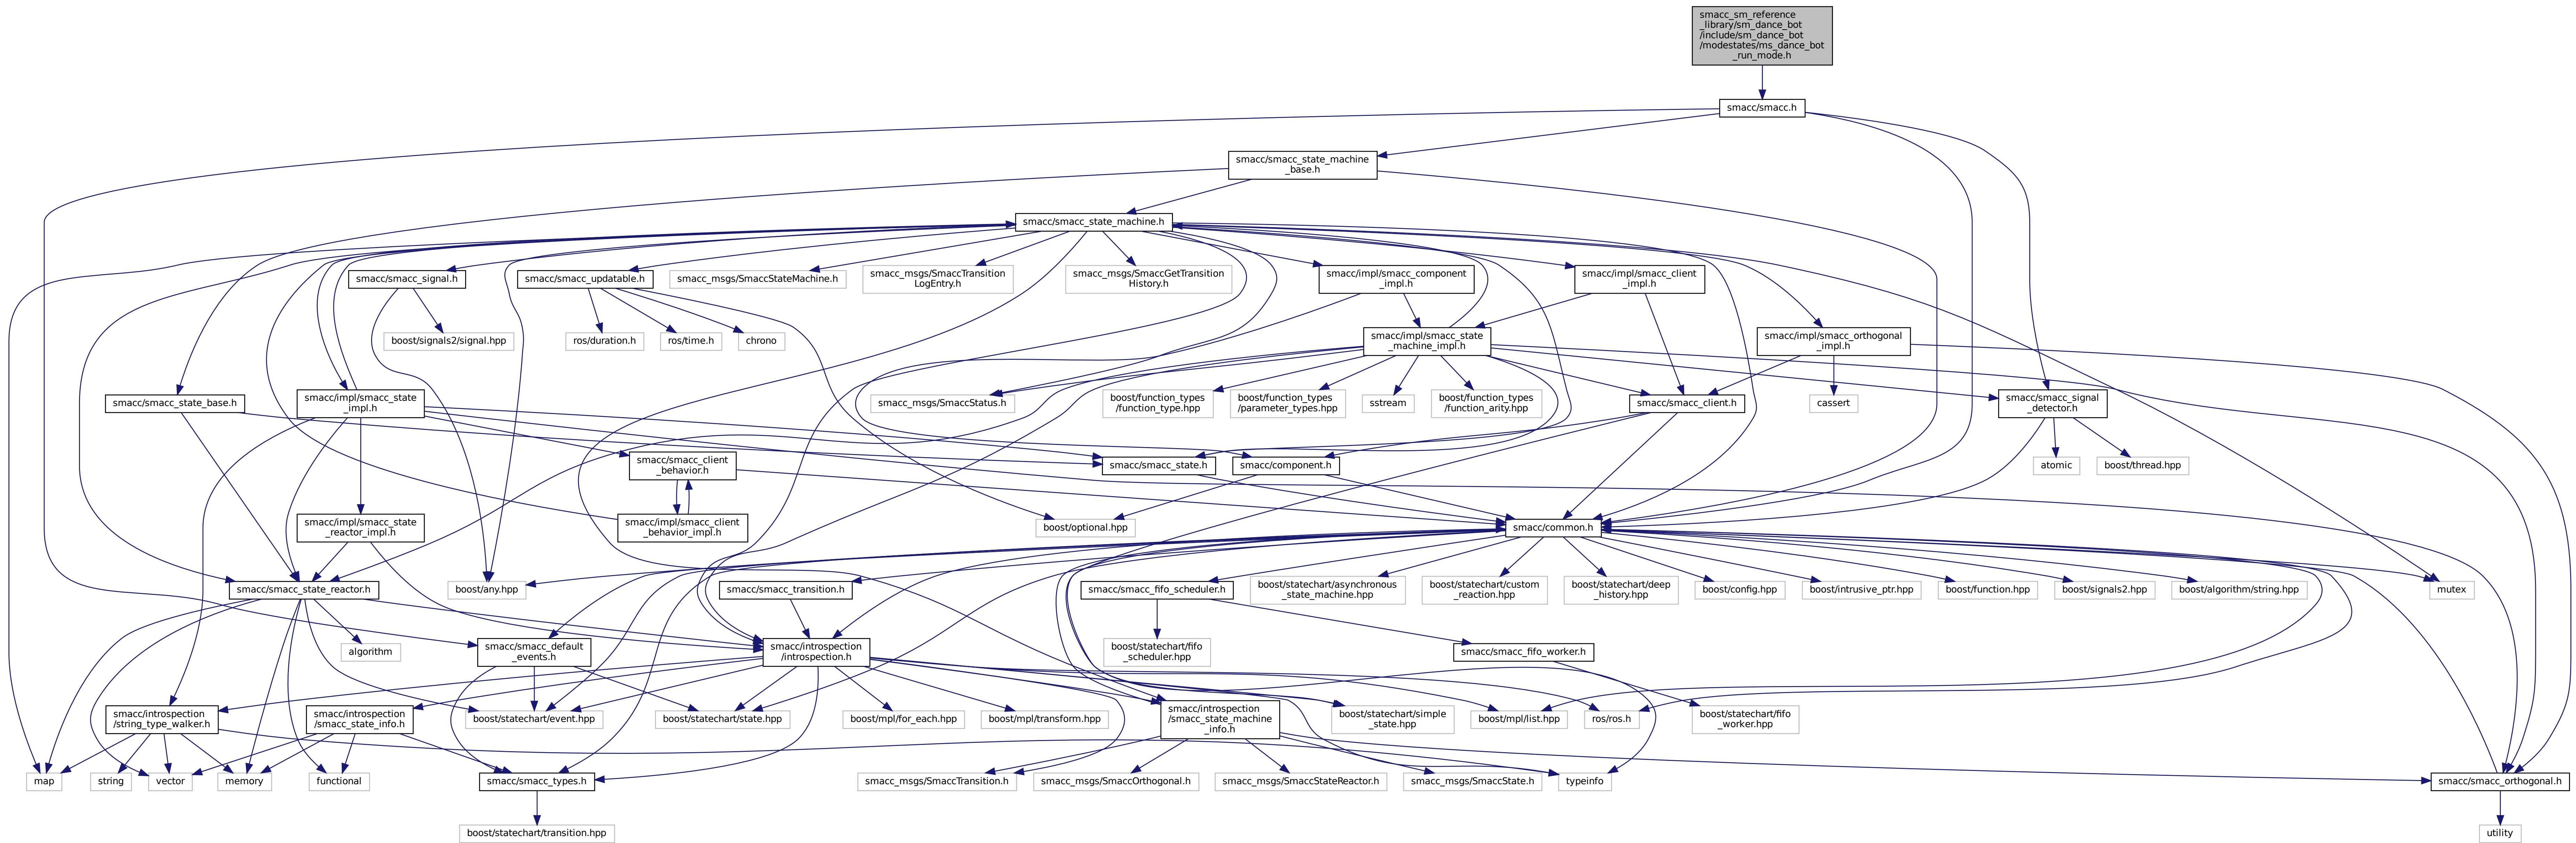 smacc_sm_reference
_library/sm_dance_bot
/include/sm_dance_bot
/modestates/ms_dance_bot
_run_mode.h
smacc/smacc.h
smacc/smacc_state_machine
_base.h
smacc/smacc_state_machine.h
smacc/smacc_signal.h
smacc/smacc_updatable.h
smacc_msgs/SmaccStateMachine.h
smacc_msgs/SmaccTransition
LogEntry.h
smacc_msgs/SmaccGetTransition
History.h
smacc/impl/smacc_component
_impl.h
smacc/impl/smacc_client
_impl.h
boost/signals2/signal.hpp
ros/duration.h
ros/time.h
chrono
smacc/impl/smacc_state
_machine_impl.h
smacc/impl/smacc_orthogonal
_impl.h
smacc/smacc_state_base.h
smacc/impl/smacc_state
_impl.h
smacc_msgs/SmaccStatus.h
boost/function_types
/function_type.hpp
boost/function_types
/parameter_types.hpp
sstream
boost/function_types
/function_arity.hpp
smacc/smacc_client.h
cassert
smacc/smacc_signal
_detector.h
smacc/smacc_client
_behavior.h
smacc/smacc_state.h
smacc/component.h
atomic
boost/thread.hpp
smacc/impl/smacc_state
_reactor_impl.h
smacc/impl/smacc_client
_behavior_impl.h
boost/optional.hpp
smacc/common.h
smacc/smacc_state_reactor.h
boost/any.hpp
smacc/smacc_transition.h
smacc/smacc_fifo_scheduler.h
boost/statechart/asynchronous
_state_machine.hpp
boost/statechart/custom
_reaction.hpp
boost/statechart/deep
_history.hpp
boost/config.hpp
boost/intrusive_ptr.hpp
boost/function.hpp
boost/signals2.hpp
boost/algorithm/string.hpp
mutex
algorithm
smacc/smacc_default
_events.h
smacc/introspection
/introspection.h
boost/statechart/fifo
_scheduler.hpp
smacc/smacc_fifo_worker.h
smacc/introspection
/string_type_walker.h
smacc/introspection
/smacc_state_info.h
boost/statechart/event.hpp
boost/statechart/state.hpp
boost/mpl/for_each.hpp
boost/mpl/transform.hpp
smacc/introspection
/smacc_state_machine
_info.h
boost/statechart/simple
_state.hpp
boost/mpl/list.hpp
ros/ros.h
boost/statechart/fifo
_worker.hpp
map
string
vector
memory
functional
smacc/smacc_types.h
smacc_msgs/SmaccTransition.h
smacc_msgs/SmaccOrthogonal.h
smacc_msgs/SmaccStateReactor.h
smacc_msgs/SmaccState.h
typeinfo
smacc/smacc_orthogonal.h
boost/statechart/transition.hpp
utility